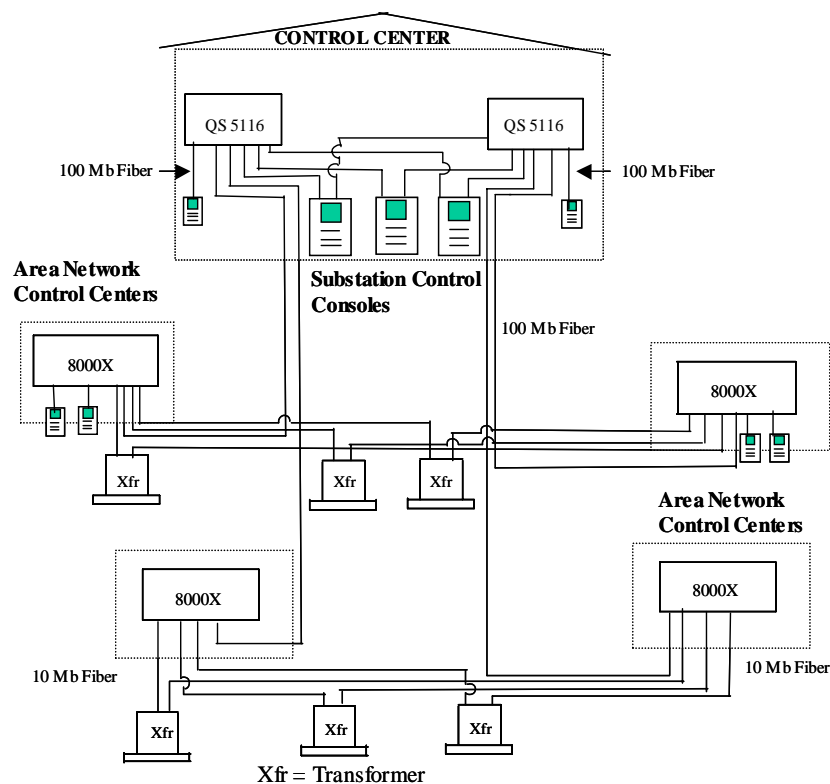 CONTROL CENTER
QS 5116
QS 5116
100 Mb Fiber
100 Mb Fiber
Area Network
Control Centers
Substation Control
Consoles
100 Mb Fiber
8000X
8000X
Xfr
Xfr
Xfr
Area Network
Control Centers
8000X
8000X
10 Mb Fiber
10 Mb Fiber
Xfr
Xfr
Xfr
Xfr = Transformer